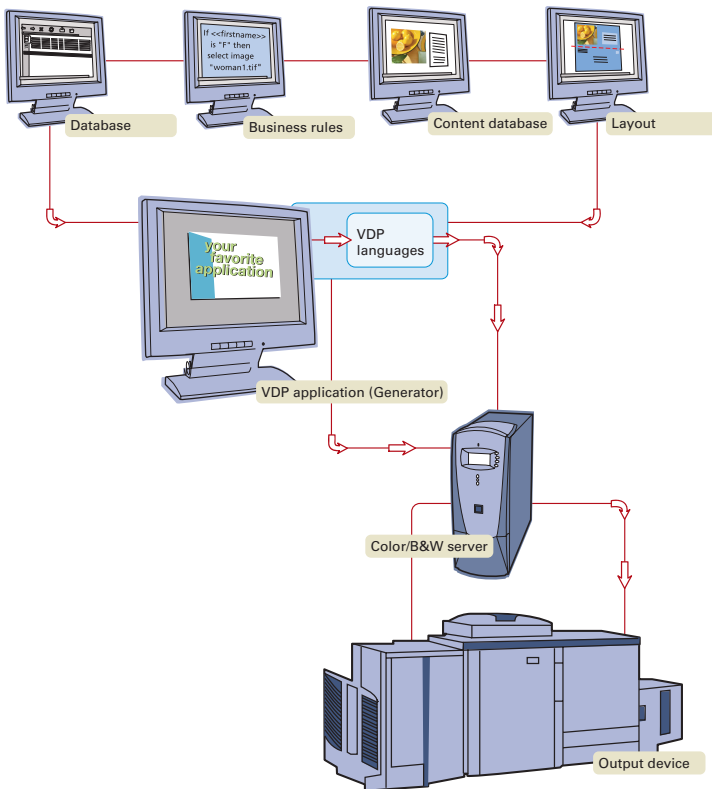 If <<firstname>>
is "F" then
select image
"woman1.tif"
Database
Business rules
Content database
Layout
your
favorite
application
VDP
languages
VDP application (Generator)
Color/B&W server
Output device